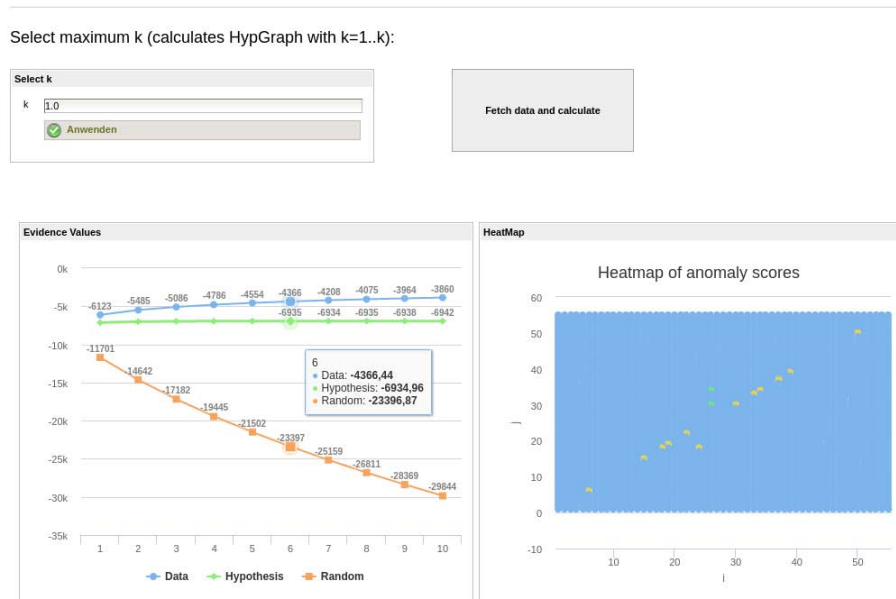 Select maximum k (calculates HypGraph with k=1..k):
Select k
k 1.0
Anwenden
Fetch data and calculate
Evidence Values
0k
-5k
-10k
-15k
-20k
-25k
-30k
-35k
-6123 -5485 -5086 -4786 -4554 -4366 -4208 -4075 -3964 -3860
-6935 -6934 -6935 -6938 -6942
-11701
-14642
-17182
-19445
-21502
-23397
-25159
-26811
-28369
-29844
6
Data: -4366,44
Hypothesis: -6934,96
Random: -23396,87
1 2 3 4 5 6 7 8 9 10
Data Hypothesis Random
HeatMap
Heatmap of anomaly scores
60
50
40
30
20
10
0
-10
j
10 20 30 40 50
i